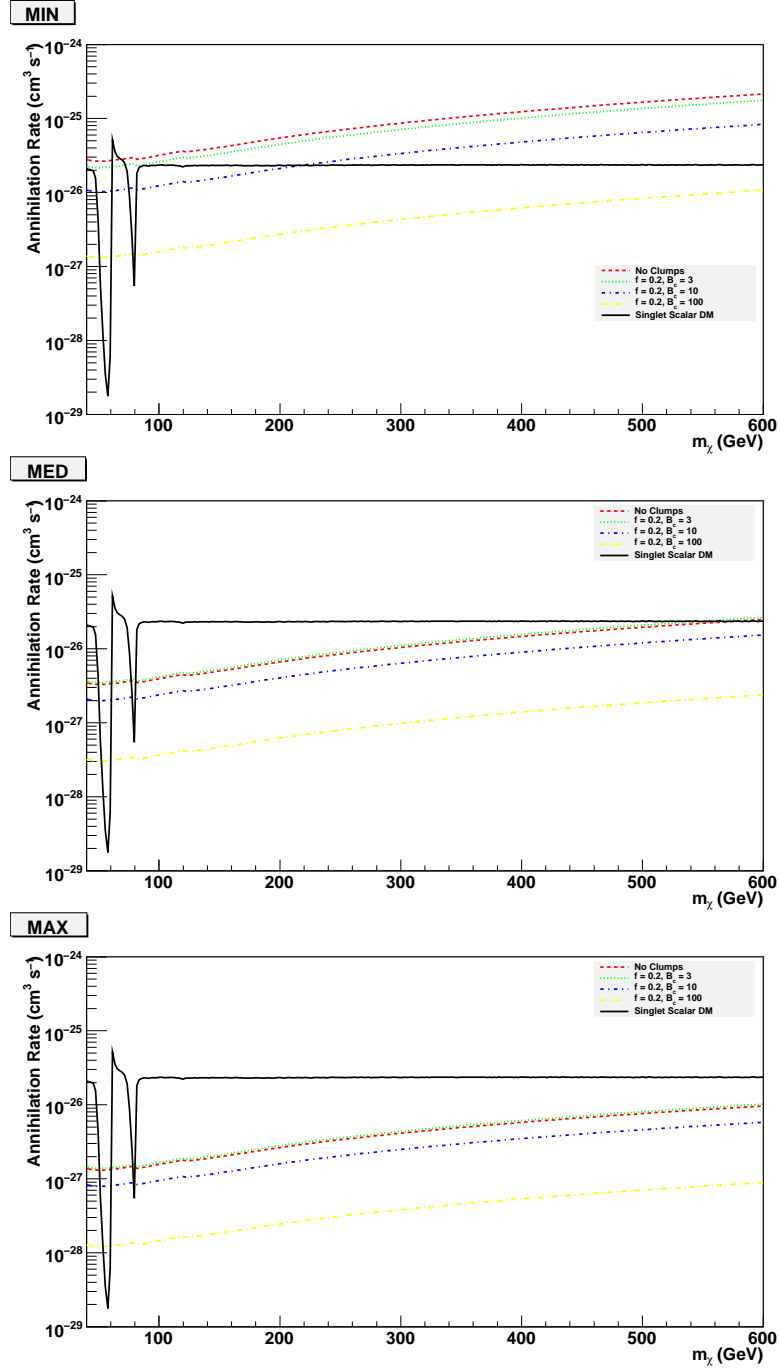 MIN
Annihilation Rate (cm³ s⁻¹)
10⁻²⁴
10⁻²⁵
10⁻²⁶
10⁻²⁷
10⁻²⁸
10⁻²⁹
No Clumps
f = 0.2, B_c = 3
f = 0.2, B_c = 10
f = 0.2, B_c = 100
Singlet Scalar DM
100 200 300 400 500 600
m_χ (GeV)
MED
Annihilation Rate (cm³ s⁻¹)
10⁻²⁴
10⁻²⁵
10⁻²⁶
10⁻²⁷
10⁻²⁸
10⁻²⁹
No Clumps
f = 0.2, B_c = 3
f = 0.2, B_c = 10
f = 0.2, B_c = 100
Singlet Scalar DM
100 200 300 400 500 600
m_χ (GeV)
MAX
Annihilation Rate (cm³ s⁻¹)
10⁻²⁴
10⁻²⁵
10⁻²⁶
10⁻²⁷
10⁻²⁸
10⁻²⁹
No Clumps
f = 0.2, B_c = 3
f = 0.2, B_c = 10
f = 0.2, B_c = 100
Singlet Scalar DM
100 200 300 400 500 600
m_χ (GeV)